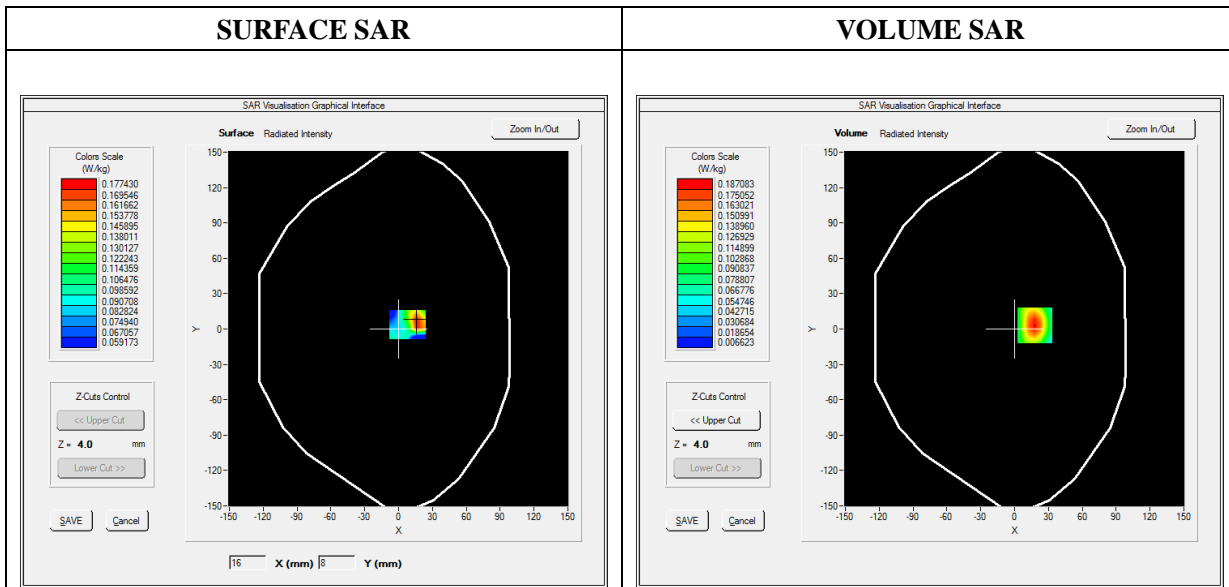 SURFACE SAR
SAR Visualisation Graphical Interface
Surface Radiated Intensity
Zoom In/Out
Colors Scale
(W/kg)
0.177430
0.169546
0.161662
0.153778
0.145895
0.138011
0.130127
0.122243
0.114359
0.106476
0.098592
0.090708
0.082824
0.074940
0.067057
0.059173
Z-Cuts Control
<< Upper Cut
Z = 4.0 mm
Lower Cut >>
SAVE Cancel
150
120
90
60
30
0
-30
-60
-90
-120
-150
Y
-150 -120 -90 -60 -30 0 30 60 90 120 150
X
16 X (mm) 8 Y (mm)
VOLUME SAR
SAR Visualisation Graphical Interface
Volume Radiated Intensity
Zoom In/Out
Colors Scale
(W/kg)
0.187083
0.175052
0.163021
0.150991
0.138960
0.126929
0.114899
0.102868
0.090837
0.078807
0.066776
0.054746
0.042715
0.030684
0.018654
0.006623
Z-Cuts Control
<< Upper Cut
Z = 4.0 mm
Lower Cut >>
SAVE Cancel
150
120
90
60
30
0
-30
-60
-90
-120
-150
Y
-150 -120 -90 -60 -30 0 30 60 90 120 150
X